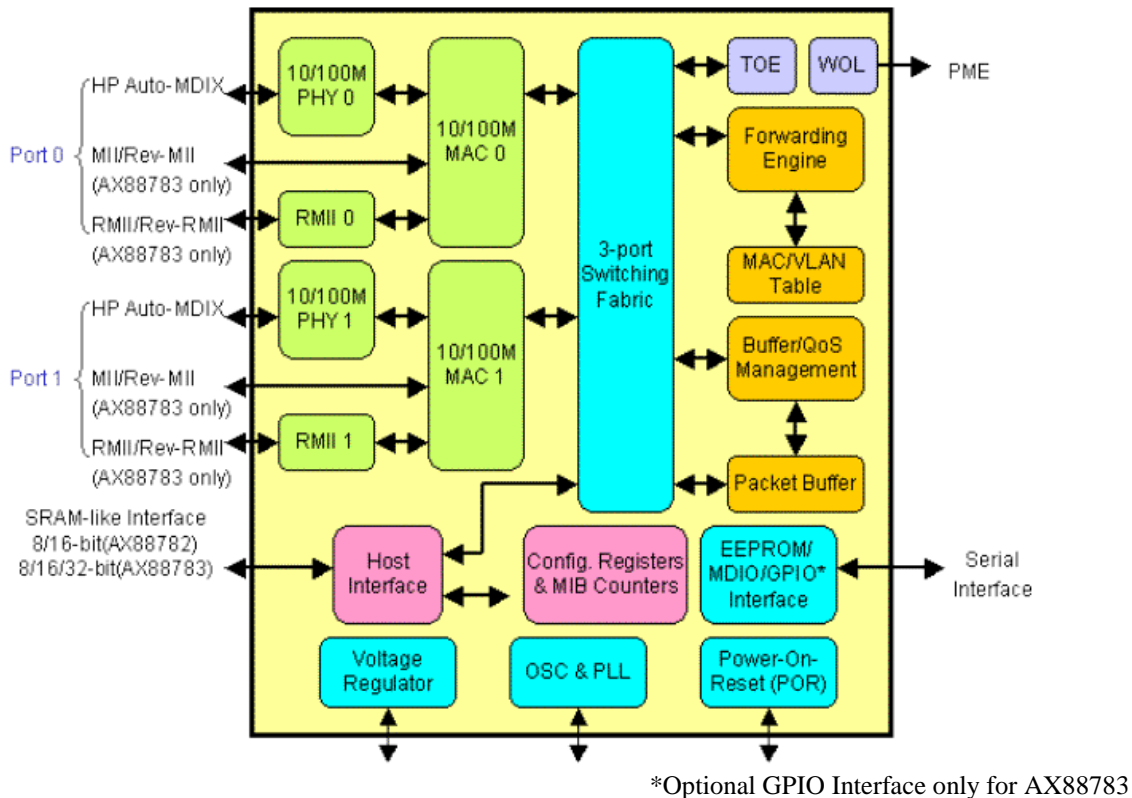 HP Auto-MDIX
Port 0
MII/Rev-MII
(AX88783 only)
RMII/Rev-RMII
(AX88783 only)
HP Auto-MDIX
Port 1
MII/Rev-MII
(AX88783 only)
RMII/Rev-RMII
(AX88783 only)
SRAM-like Interface
8/16-bit(AX88782)
8/16/32-bit(AX88783)
10/100M
PHY 0
RMII 0
10/100M
MAC 0
10/100M
PHY 1
RMII 1
10/100M
MAC 1
3-port
Switching
Fabric
TOE
WOL
PME
Forwarding
Engine
MAC/VLAN
Table
Buffer/QoS
Management
Packet Buffer
Host
Interface
Config. Registers
& MIB Counters
EEPROM/
MDIO/GPIO*
Interface
Serial
Interface
Voltage
Regulator
OSC & PLL
Power-On-
Reset (POR)
*Optional GPIO Interface only for AX88783